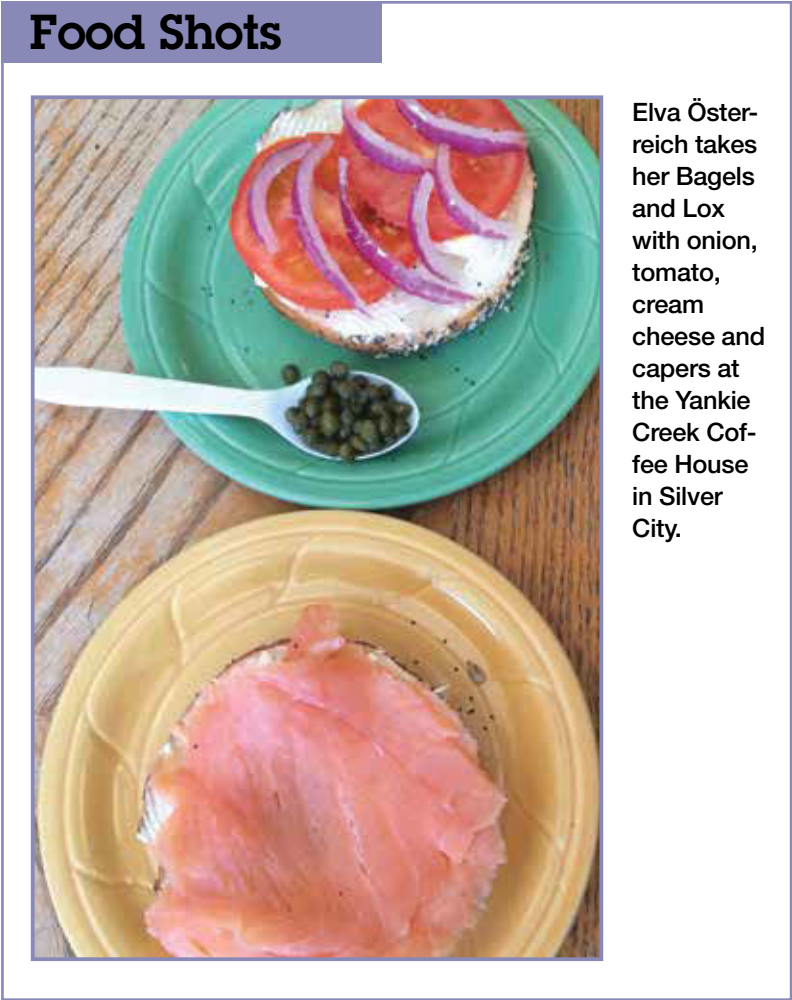 Food Shots
Elva Öster-
reich takes
her Bagels
and Lox
with onion,
tomato,
cream
cheese and
capers at
the Yankie
Creek Cof-
fee House
in Silver
City.